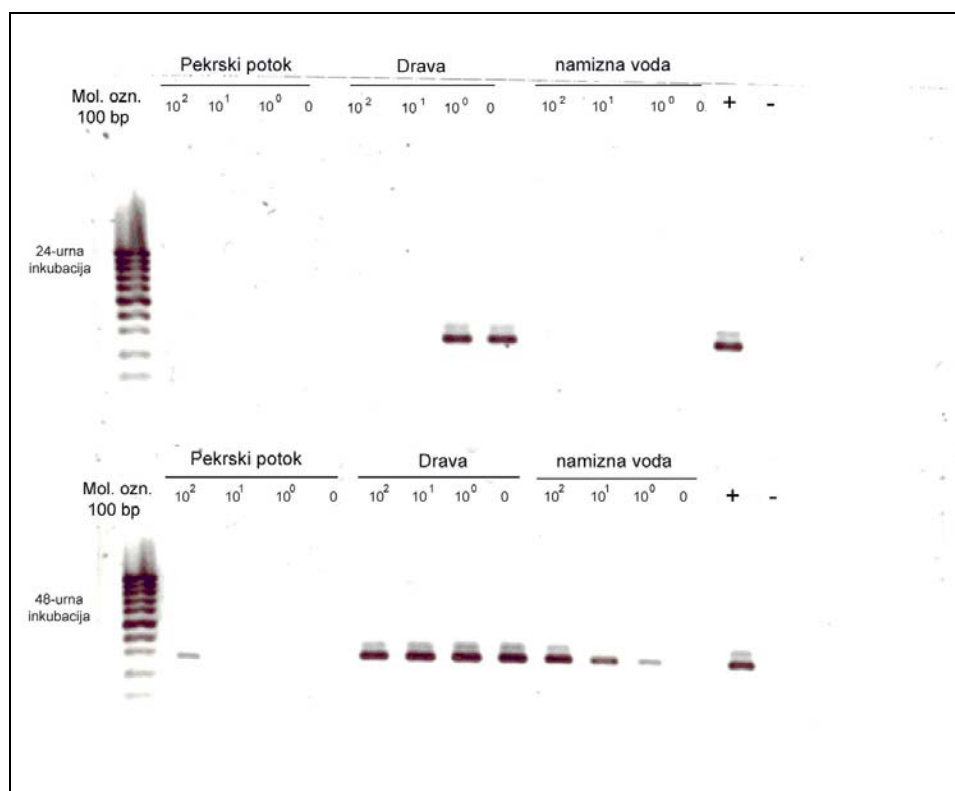 Pekrski potok Drava namizna voda
Mol. ozn. 10² 10¹ 10⁰ 0 10² 10¹ 10⁰ 0 10² 10¹ 10⁰ 0 + -
100 bp
24-urna
inkubacija
Pekrski potok Drava namizna voda
Mol. ozn. 10² 10¹ 10⁰ 0 10² 10¹ 10⁰ 0 10² 10¹ 10⁰ 0 + -
100 bp
48-urna
inkubacija